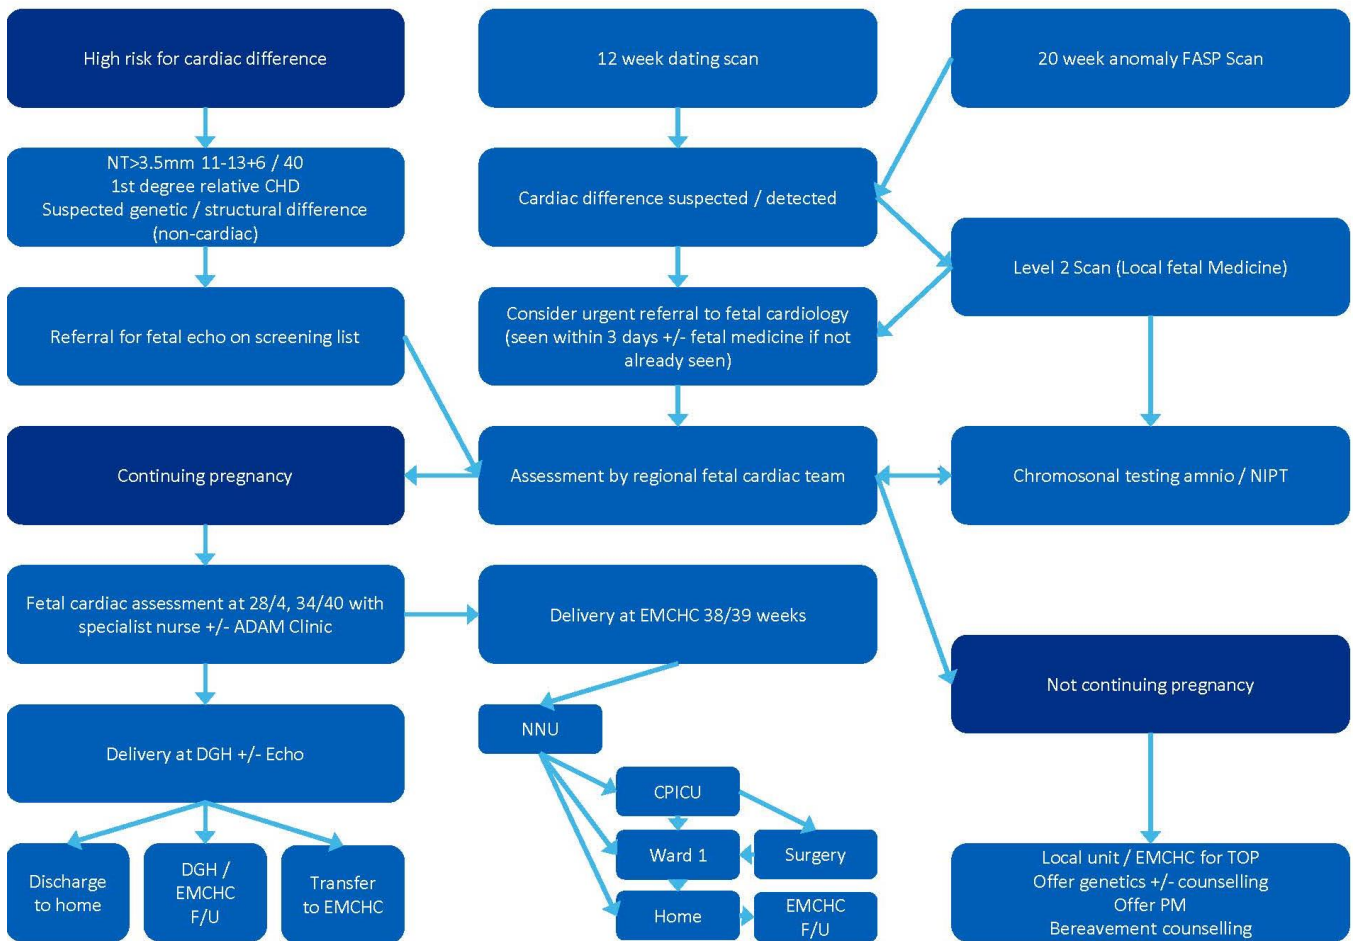 High risk for cardiac difference
12 week dating scan
20 week anomaly FASP Scan
NT>3.5mm 11-13+6 / 40
1st degree relative CHD
Suspected genetic / structural difference
(non-cardiac)
Cardiac difference suspected / detected
Level 2 Scan (Local fetal Medicine)
Referral for fetal echo on screening list
Consider urgent referral to fetal cardiology
(seen within 3 days +/- fetal medicine if not
already seen)
Continuing pregnancy
Assessment by regional fetal cardiac team
Chromosonal testing amnio / NIPT
Fetal cardiac assessment at 28/4, 34/40 with
specialist nurse +/- ADAM Clinic
Delivery at EMCHC 38/39 weeks
Not continuing pregnancy
Delivery at DGH +/- Echo
NNU
CPICU
Ward 1
Surgery
Home
EMCHC
F/U
Discharge
to home
DGH /
EMCHC
F/U
Transfer
to EMCHC
Local unit / EMCHC for TOP
Offer genetics +/- counselling
Offer PM
Bereavement counselling